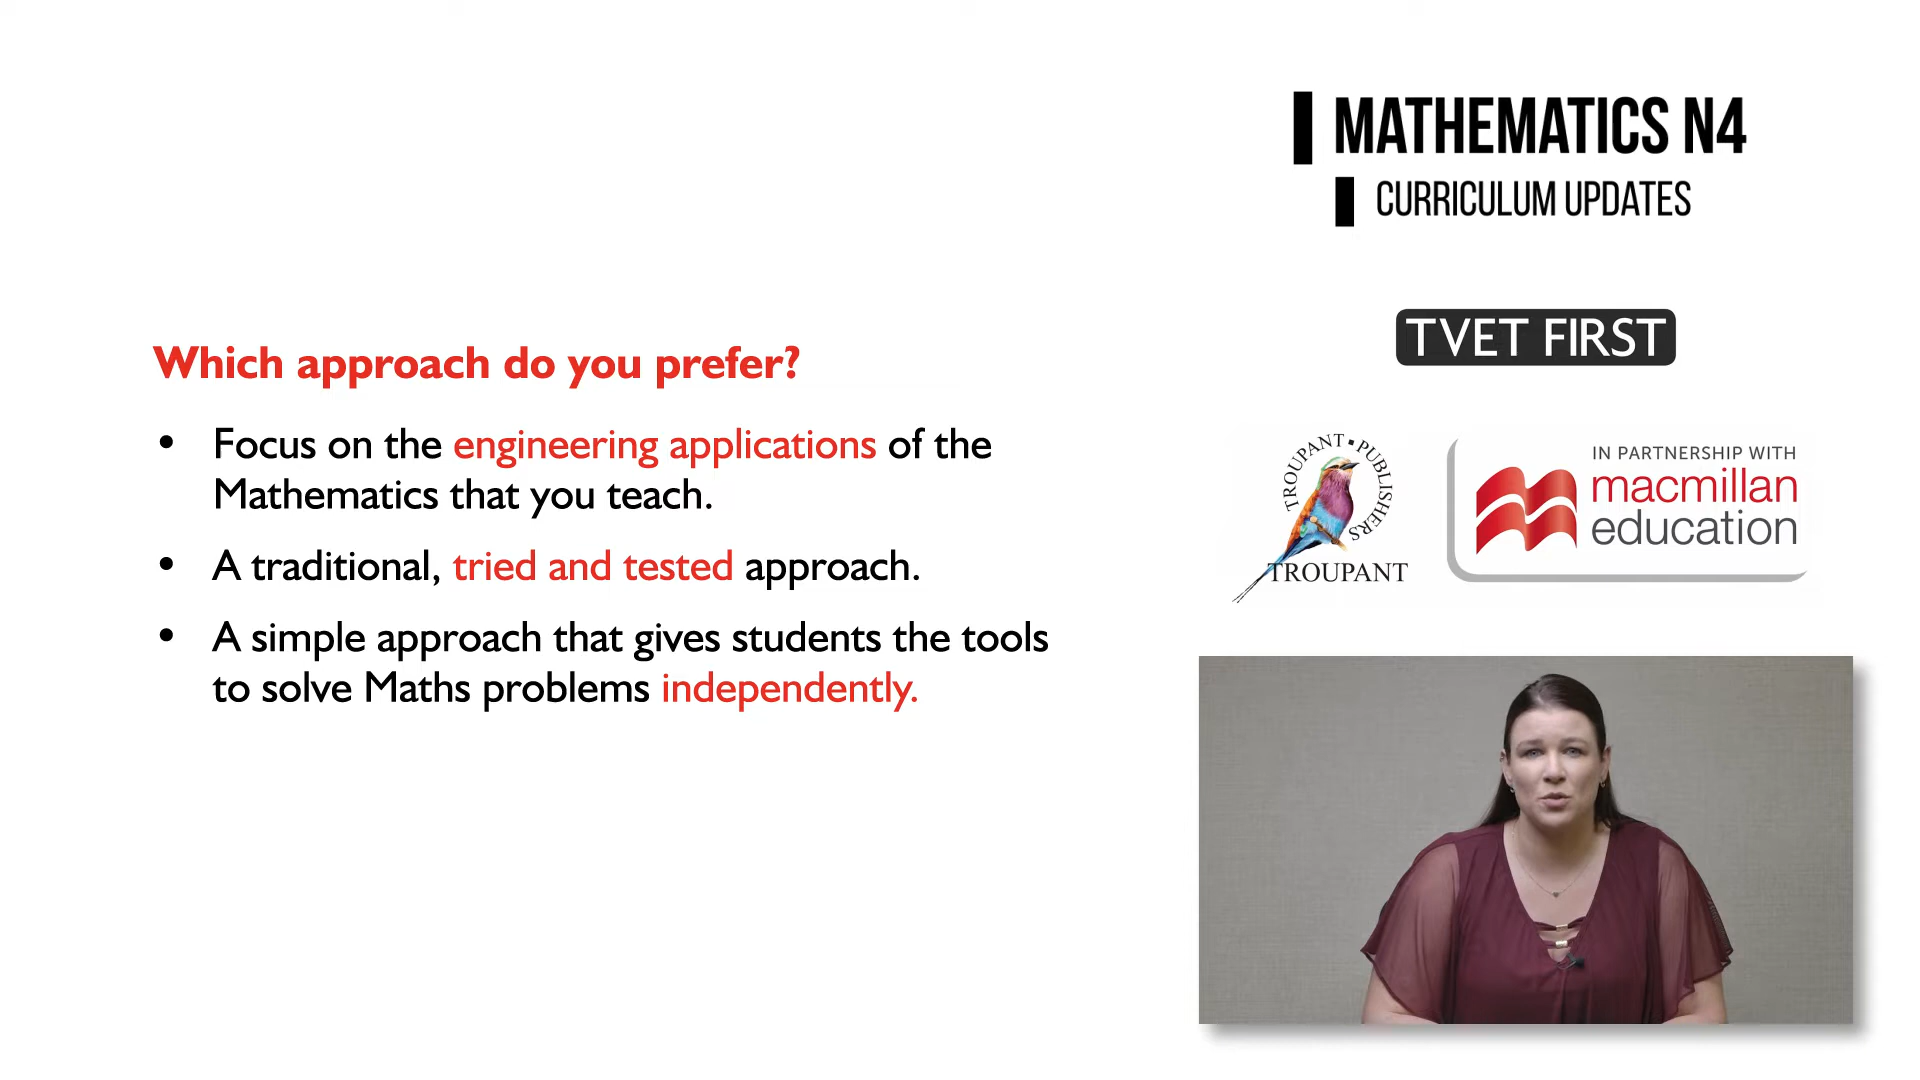 MATHEMATICS N4
CURRICULUM UPDATES
TVET FIRST
Which approach do you prefer?
• Focus on the engineering applications of the
Mathematics that you teach.
• A traditional, tried and tested approach.
• A simple approach that gives students the tools
to solve Maths problems independently.
TROUPANT▪PUBLISHERS
TROUPANT
IN PARTNERSHIP WITH
macmillan
education